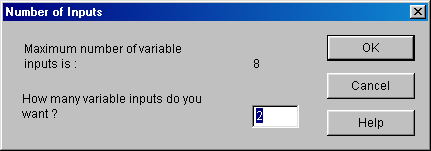 Number of Inputs
Maximum number of variable
inputs is : 8
How many variable inputs do you
want ? 2
OK
Cancel
Help